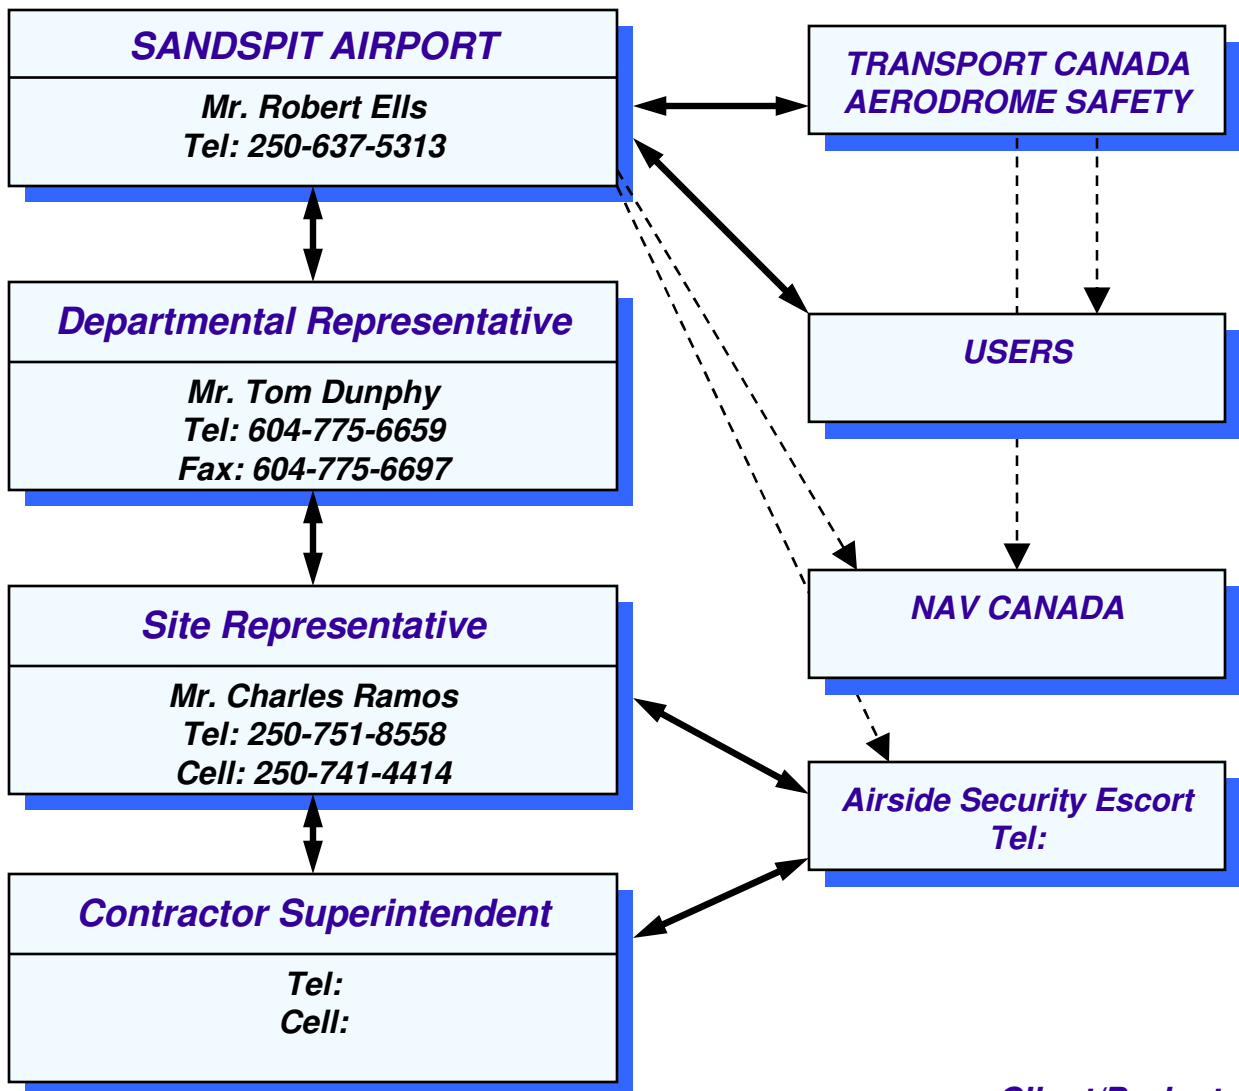 SANDSPIT AIRPORT
Mr. Robert Ells
Tel: 250-637-5313
TRANSPORT CANADA
AERODROME SAFETY
Departmental Representative
Mr. Tom Dunphy
Tel: 604-775-6659
Fax: 604-775-6697
USERS
Site Representative
Mr. Charles Ramos
Tel: 250-751-8558
Cell: 250-741-4414
NAV CANADA
Airside Security Escort
Tel:
Contractor Superintendent
Tel:
Cell: